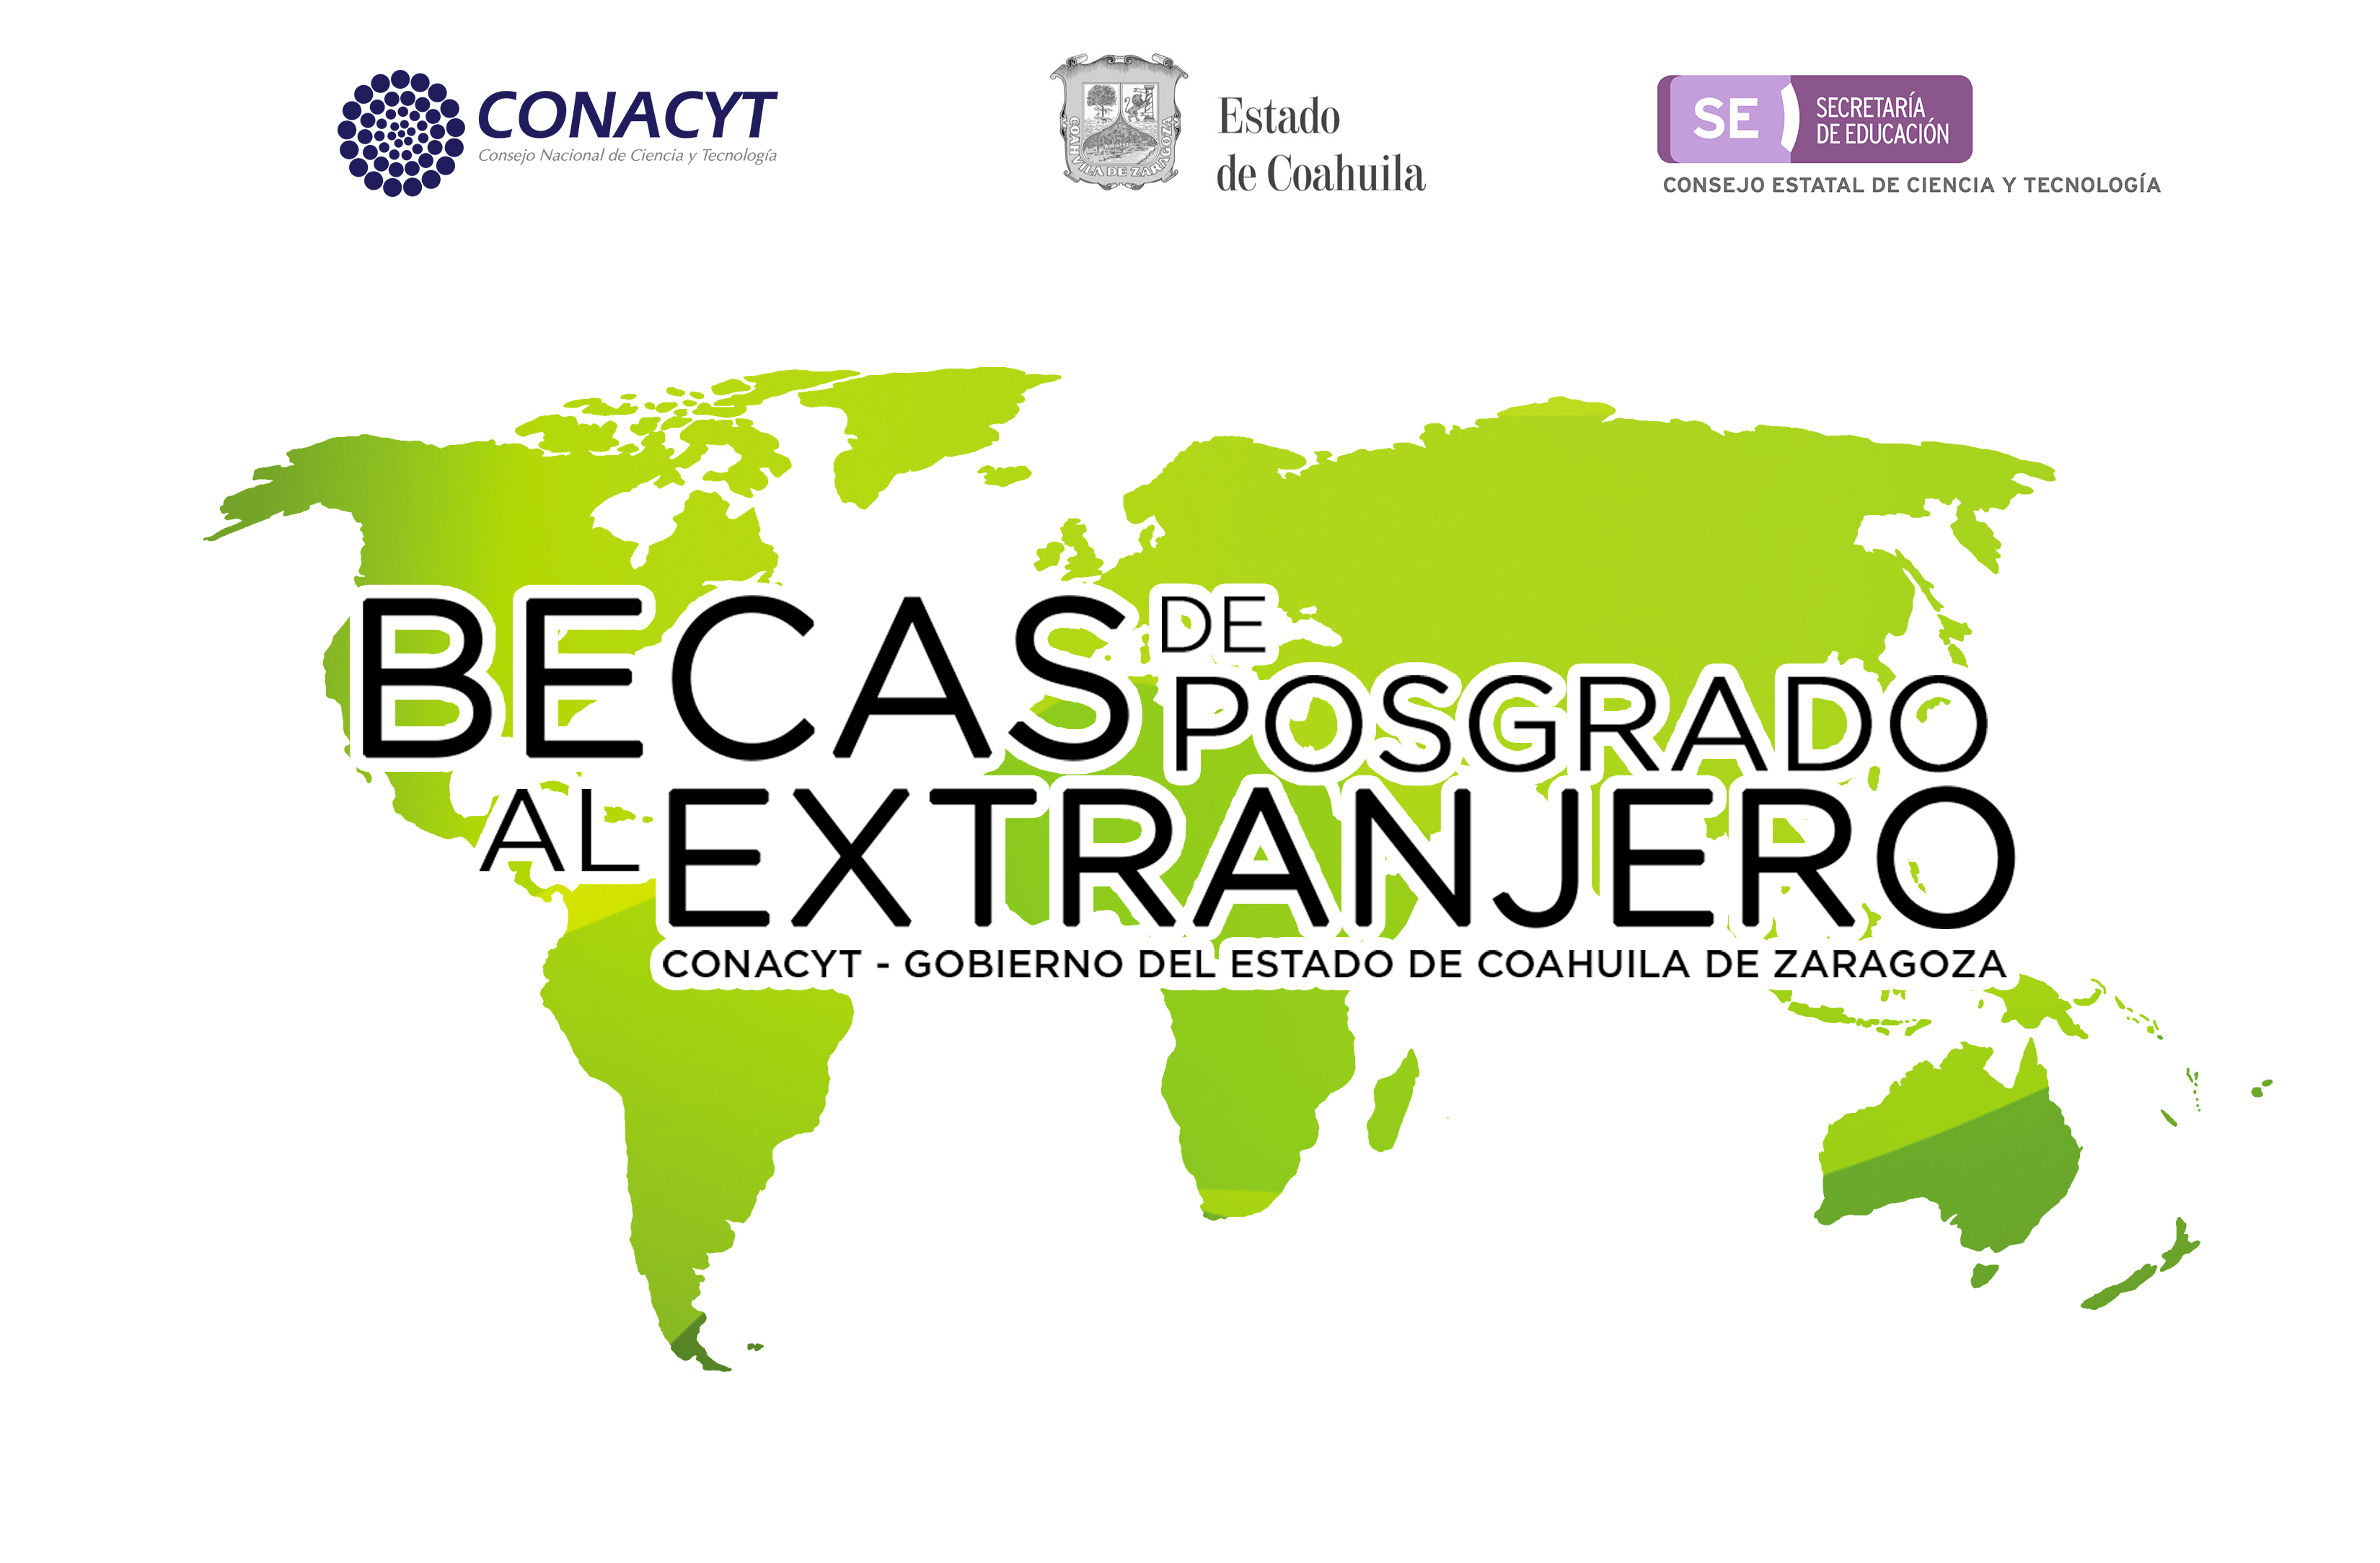 CONACYT
Consejo Nacional de Ciencia y Tecnología
COAHUILA DE ZARAGOZA
Estado
de Coahuila
SE
SECRETARÍA
DE EDUCACIÓN
CONSEJO ESTATAL DE CIENCIA Y TECNOLOGÍA
BECAS DE
POSGRADO
AL EXTRANJERO
CONACYT - GOBIERNO DEL ESTADO DE COAHUILA DE ZARAGOZA